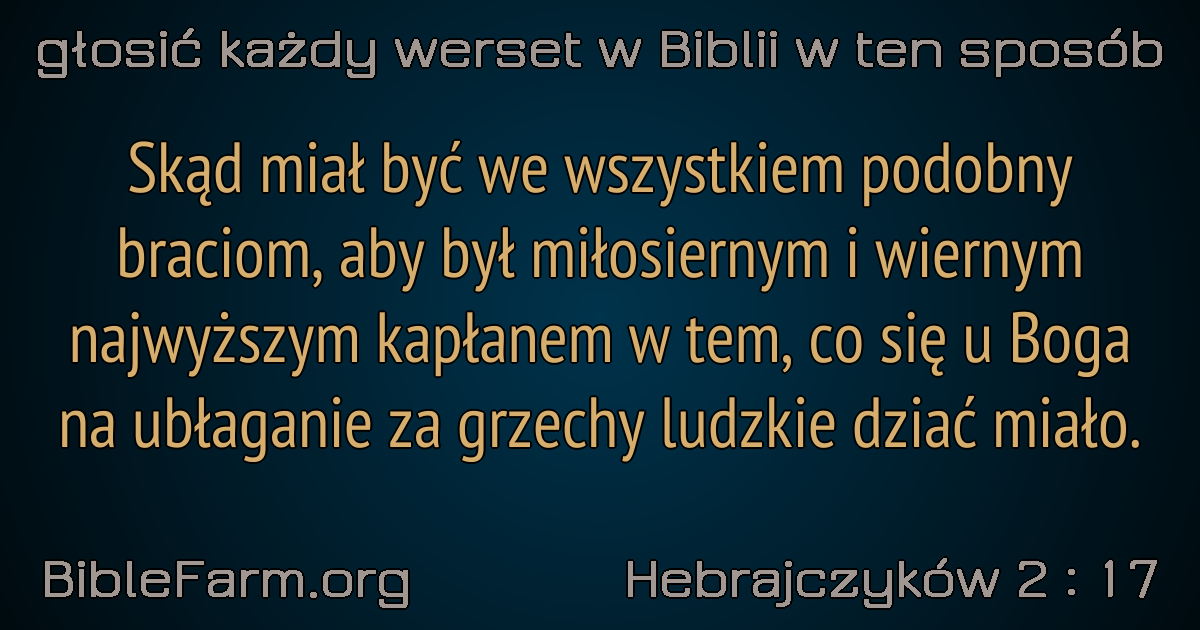 głosić każdy werset w Biblii w ten sposób
Skąd miał być we wszystkiem podobny
braciom, aby był miłosiernym i wiernym
najwyższym kapłanem w tem, co się u Boga
na ubłaganie za grzechy ludzkie dziać miało.
BibleFarm.org
Hebrajczyków 2 : 17